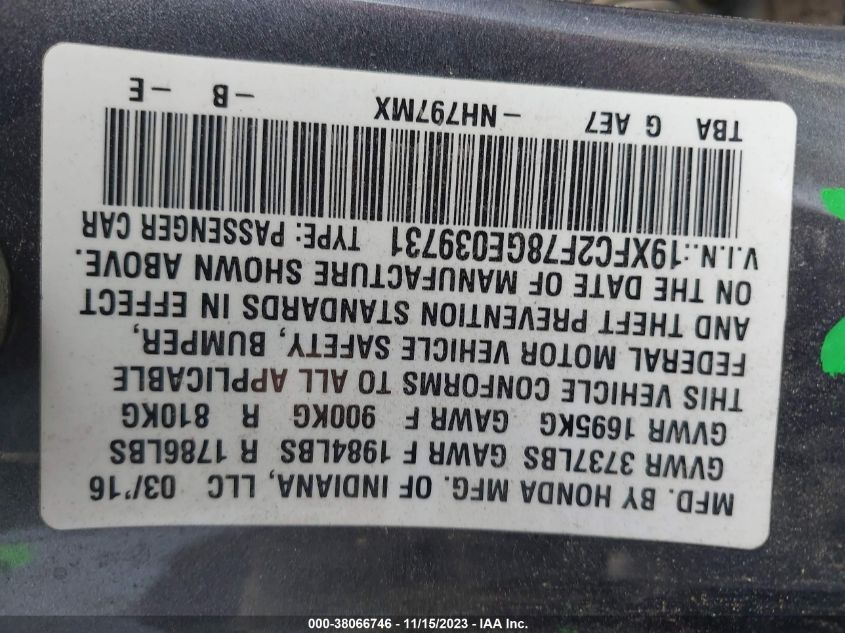 MFD. BY HONDA MFG. OF INDIANA, LLC 03/'16
GVWR 3737LBS GAWR F 1984LBS R 1786LBS
GVWR 1695KG GAWR F 900KG R 810KG
THIS VEHICLE CONFORMS TO ALL APPLICABLE
FEDERAL MOTOR VEHICLE SAFETY, BUMPER,
AND THEFT PREVENTION STANDARDS IN EFFECT
ON THE DATE OF MANUFACTURE SHOWN ABOVE.
V.I.N.:19XFC2F78GE039731 TYPE: PASSENGER CAR
TBA G AE7 -NH797MX -B -E
000-38066746 - 11/15/2023 - IAA Inc.